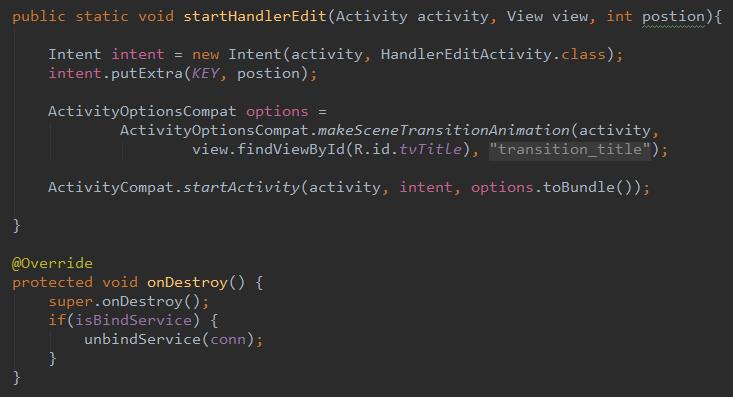 public static void startHandlerEdit(Activity activity, View view, int postion){
Intent intent = new Intent(activity, HandlerEditActivity.class);
intent.putExtra(KEY, postion);
ActivityOptionsCompat options =
ActivityOptionsCompat.makeSceneTransitionAnimation(activity,
view.findViewById(R.id.tvTitle), "transition_title");
ActivityCompat.startActivity(activity, intent, options.toBundle());
}
@Override
protected void onDestroy() {
super.onDestroy();
if(isBindService) {
unbindService(conn);
}
}